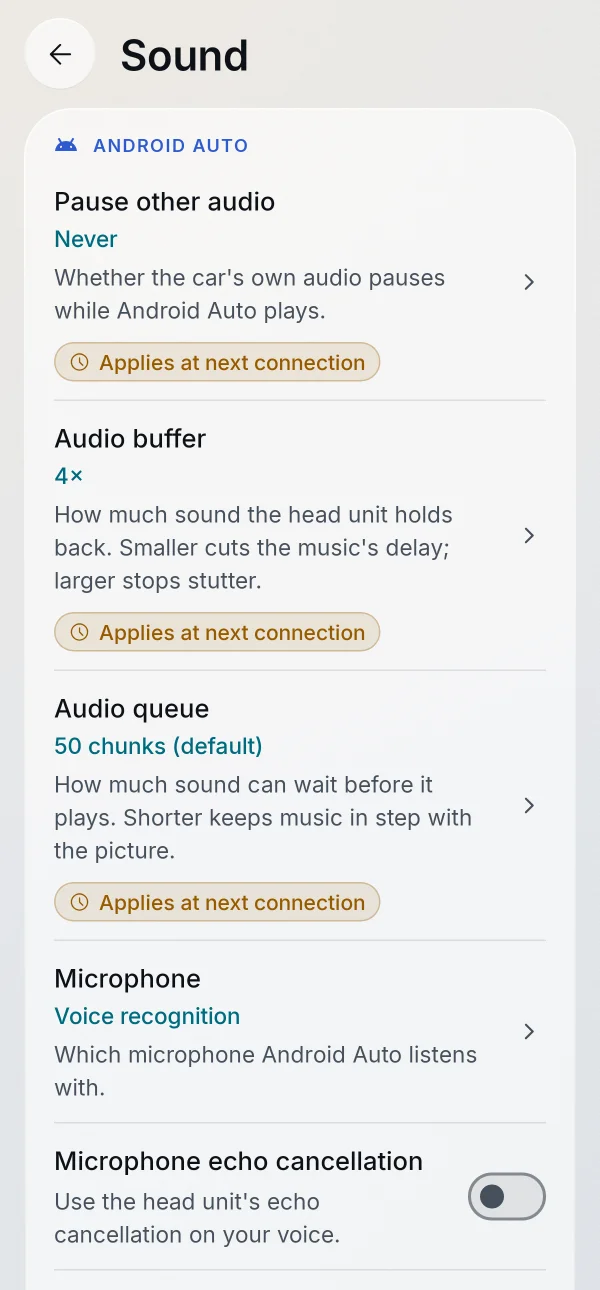 Sound
ANDROID AUTO
Pause other audio
Never
Whether the car's own audio pauses
while Android Auto plays.
Applies at next connection
Audio buffer
4×
How much sound the head unit holds
back. Smaller cuts the music's delay;
larger stops stutter.
Applies at next connection
Audio queue
50 chunks (default)
How much sound can wait before it
plays. Shorter keeps music in step with
the picture.
Applies at next connection
Microphone
Voice recognition
Which microphone Android Auto listens
with.
Microphone echo cancellation
Use the head unit's echo
cancellation on your voice.